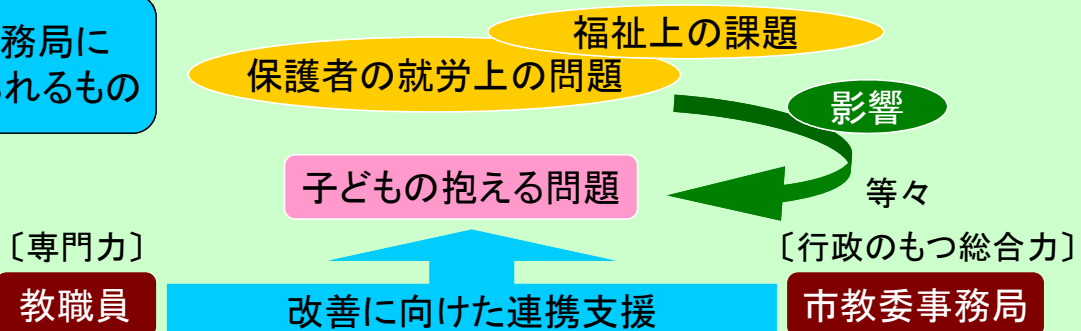 務局に
れるもの
福祉上の課題
保護者の就労上の問題
影響
子どもの抱える問題
等々
〔専門力〕
〔行政のもつ総合力〕
教職員
改善に向けた連携支援
市教委事務局